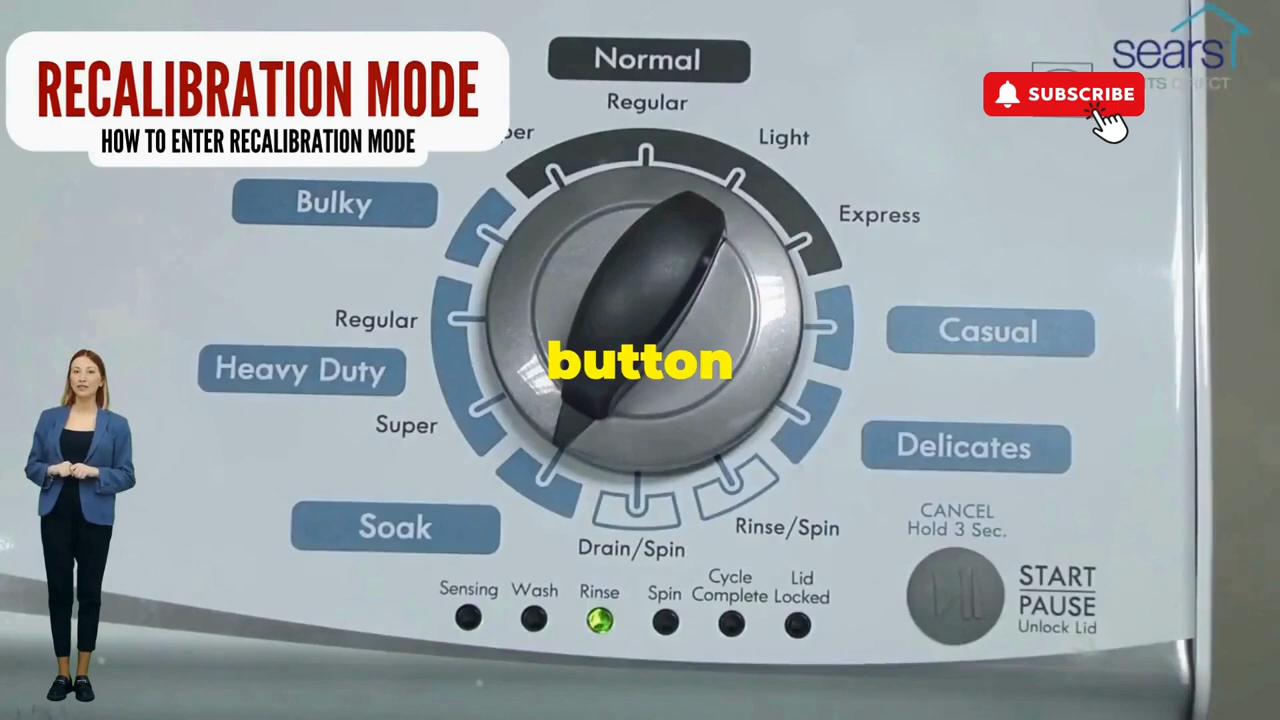 sears
RECALIBRATION MODE
HOW TO ENTER RECALIBRATION MODE
Normal
SUBSCRIBE
Regular
Light
Bulky
Express
Regular
Casual
Heavy Duty
button
Super
Delicates
Soak
CANCEL
Hold 3 Sec.
Rinse/Spin
Drain/Spin
Sensing
Wash
Rinse
Spin
Cycle
Complete
Lid
Locked
START
PAUSE
Unlock Lid